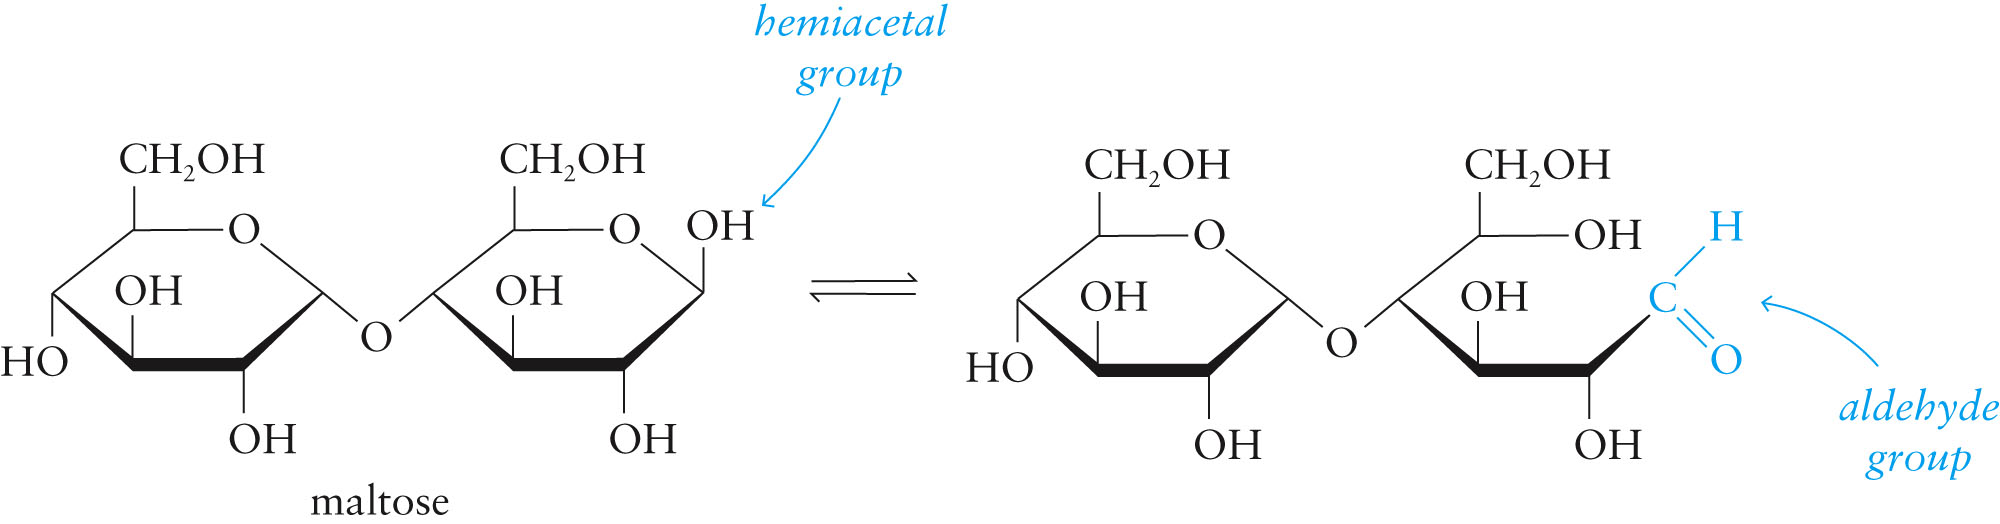 hemiacetal
group
CH2OH
CH2OH
O
O
OH
OH
OH
HO
O
OH
OH
maltose
CH2OH
CH2OH
O
OH
H
OH
OH
C
HO
O
O
OH
OH
aldehyde
group